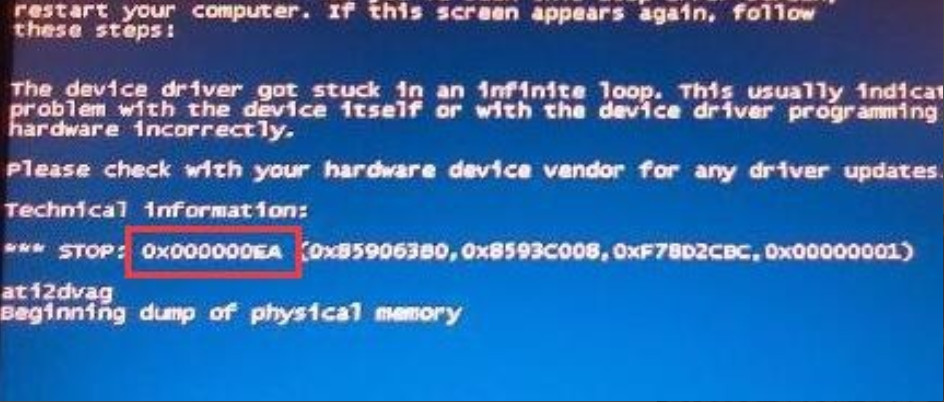 restart your computer. If this screen appears again, follow
these steps:
The device driver got stuck in an infinite loop. This usually indicat
problem with the device itself or with the device driver programming
hardware incorrectly.
Please check with your hardware device vendor for any driver updates.
Technical information:
*** STOP: 0x000000EA (0x859063B0,0x8593C008,0xF78D2CBC,0x00000001)
ati2dvag
Beginning dump of physical memory